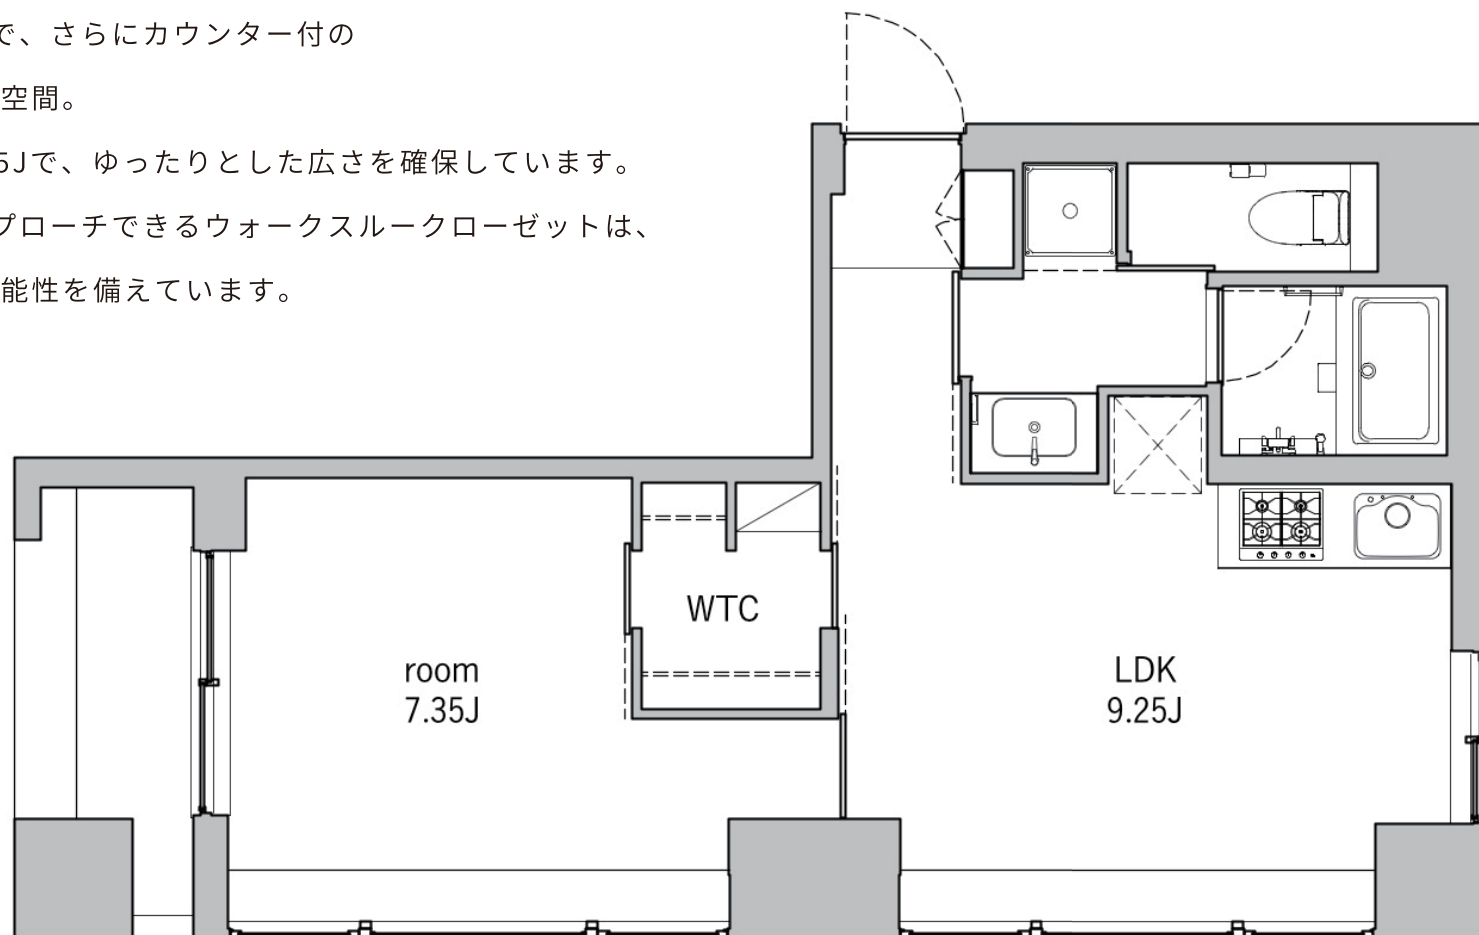 で、さらにカウンター付の
空間。
5Jで、ゆったりとした広さを確保しています。
プローチできるウォークスルークローゼットは、
能性を備えています。
WTC
room
7.35J
LDK
9.25J